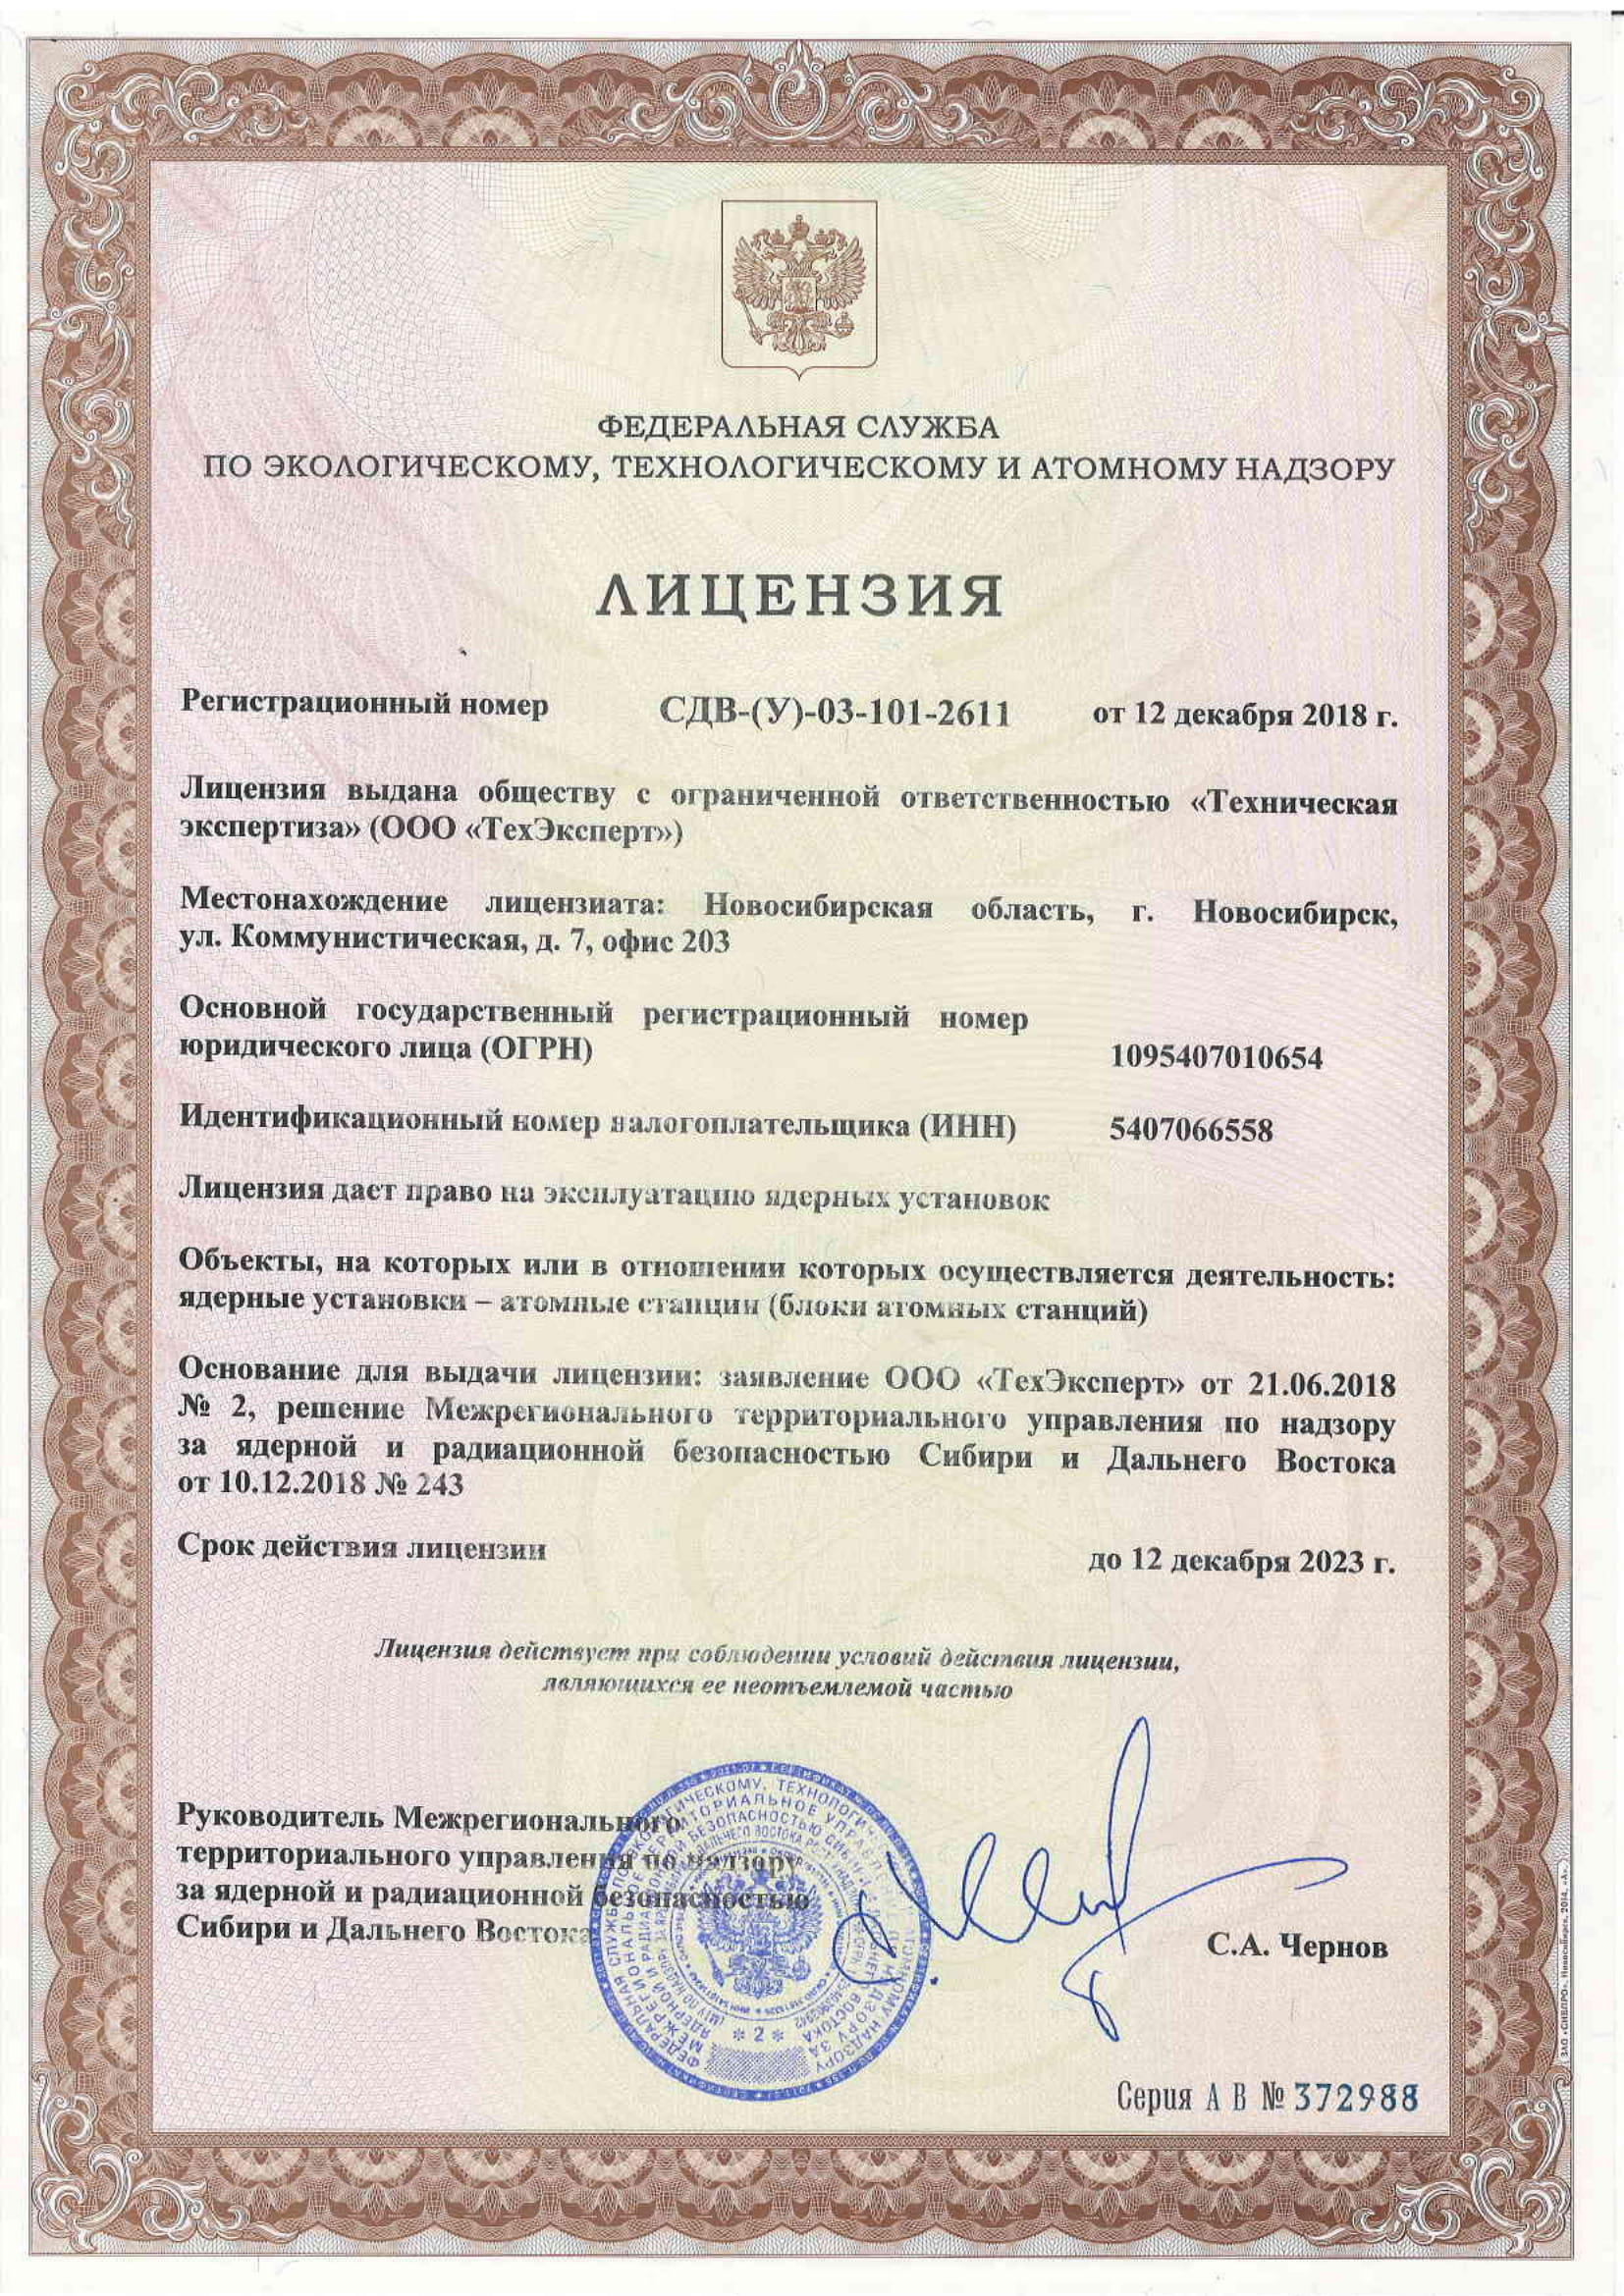 ФЕДЕРАЛЬНАЯ СЛУЖБА
ПО ЭКОЛОГИЧЕСКОМУ, ТЕХНОЛОГИЧЕСКОМУ И АТОМНОМУ НАДЗОРУ
ЛИЦЕНЗИЯ
Регистрационный номер СДВ-(У)-03-101-2611 от 12 декабря 2018 г.
Лицензия выдана обществу с ограниченной ответственностью «Техническая
экспертиза» (ООО «ТехЭксперт»)
Местонахождение лицензиата: Новосибирская область, г. Новосибирск,
ул. Коммунистическая, д. 7, офис 203
Основной государственный регистрационный номер
юридического лица (ОГРН) 1095407010654
Идентификационный номер налогоплательщика (ИНН) 5407066558
Лицензия дает право на эксплуатацию ядерных установок
Объекты, на которых или в отношении которых осуществляется деятельность:
ядерные установки – атомные станции (блоки атомных станций)
Основание для выдачи лицензии: заявление ООО «ТехЭксперт» от 21.06.2018
№ 2, решение Межрегионального территориального управления по надзору
за ядерной и радиационной безопасностью Сибири и Дальнего Востока
от 10.12.2018 № 243
Срок действия лицензии до 12 декабря 2023 г.
Лицензия действует при соблюдении условий действия лицензии,
являющихся ее неотъемлемой частью
Руководитель Межрегионального
территориального управления по надзору
за ядерной и радиационной безопасностью
Сибири и Дальнего Востока
С.А. Чернов
* 2 *
Серия А В № 372988
ЗАО «СИБПРО», Новосибирск, 2014, «А».